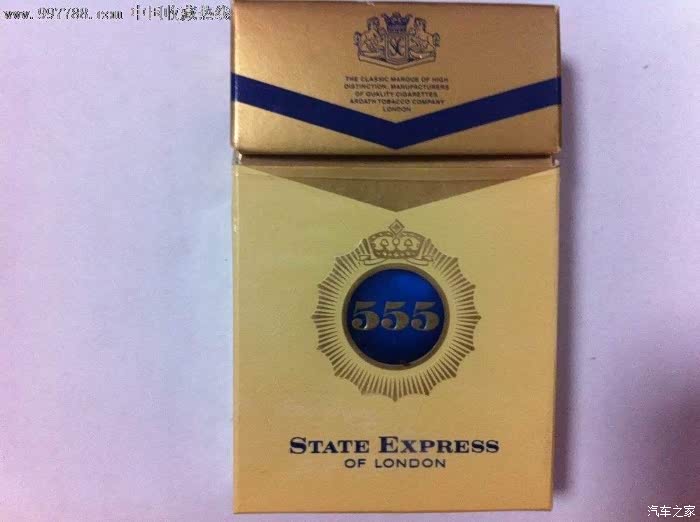 www.997788.com 中国收藏热线
THE CLASSIC MARQUE OF HIGH
DISTINCTION, MANUFACTURERS
OF QUALITY CIGARETTES,
ARDATH TOBACCO COMPANY
LONDON
555
STATE EXPRESS
OF LONDON
汽车之家